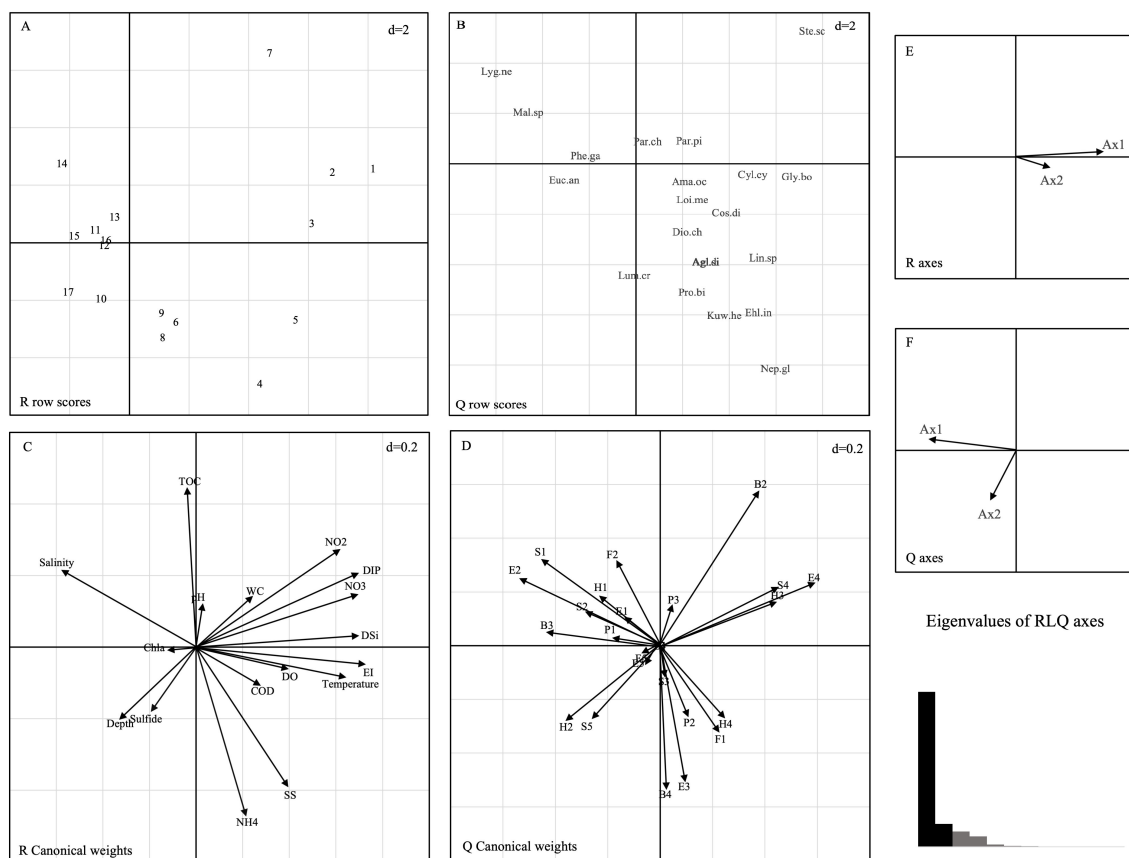 A
d=2
7
14
2
1
3
13
11
15
16
12
17
10
9
6
5
8
4
R row scores
B
d=2
Ste.sc
Lyg.ne
Mal.sp
Par.ch
Par.pi
Phe.ga
Euc.an
Ama.oc
Cyl.cy
Gly.bo
Loi.me
Cos.di
Dio.ch
Lin.sp
Lum.cr
Pro.bi
Kuw.he
Ehl.in
Nep.gl
Q row scores
E
Ax1
Ax2
R axes
F
Ax1
Ax2
Q axes
C
d=0.2
TOC
NO2
Salinity
DIP
NO3
WC
pH
DSi
Chla
EI
DO
Temperature
COD
Depth
Sulfide
SS
NH4
R Canonical weights
D
d=0.2
B2
S1
F2
E2
S4
E4
H1
H3
P3
S2
E1
B3
P1
S3
H2
S5
P2
H4
F1
E3
B4
Q Canonical weights
Eigenvalues of RLQ axes